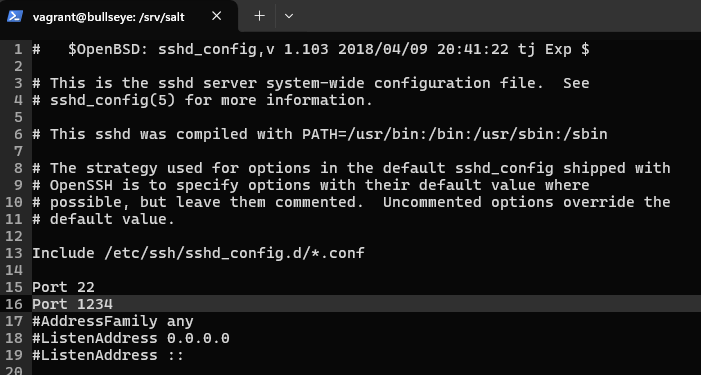 vagrant@bullseye: /srv/salt
1 #   $OpenBSD: sshd_config,v 1.103 2018/04/09 20:41:22 tj Exp $
2
3 # This is the sshd server system-wide configuration file.  See
4 # sshd_config(5) for more information.
5
6 # This sshd was compiled with PATH=/usr/bin:/bin:/usr/sbin:/sbin
7
8 # The strategy used for options in the default sshd_config shipped with
9 # OpenSSH is to specify options with their default value where
10 # possible, but leave them commented.  Uncommented options override the
11 # default value.
12
13 Include /etc/ssh/sshd_config.d/*.conf
14
15 Port 22
16 Port 1234
17 #AddressFamily any
18 #ListenAddress 0.0.0.0
19 #ListenAddress ::
20